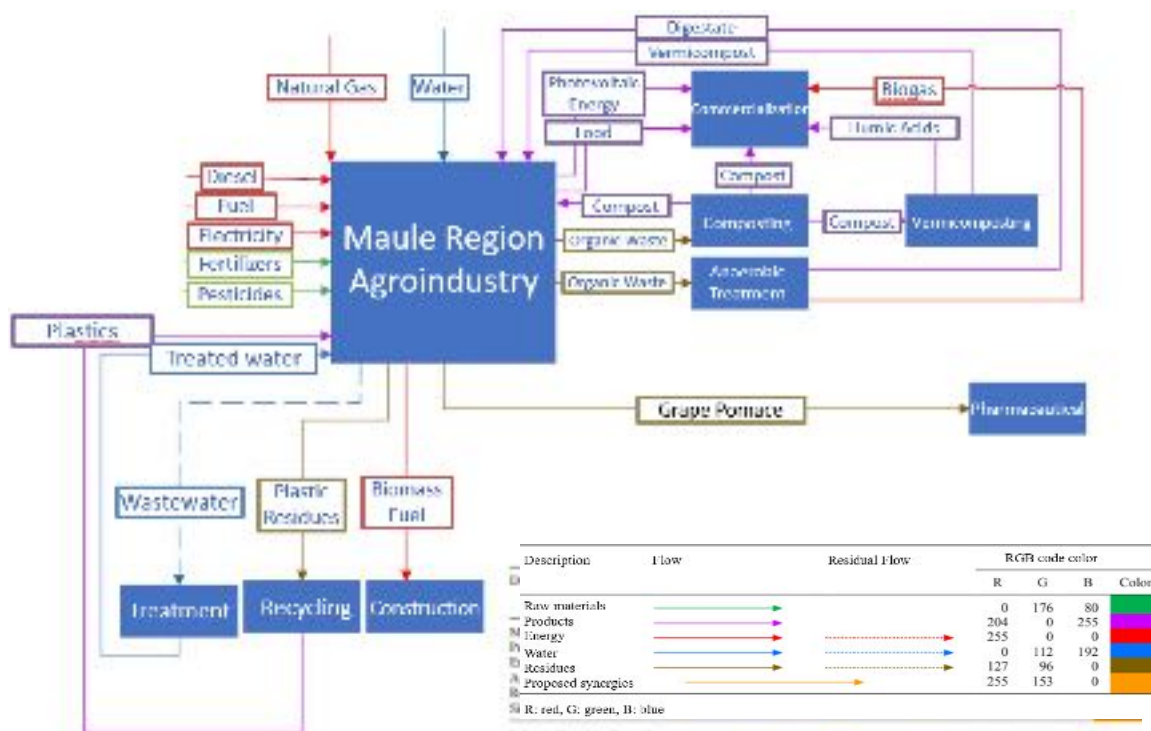 Digestate
Vermicompost
Natural Gas
Water
Photovoltaic
Energy
Commercialization
Biogas
Food
Humic Acids
Diesel
Compost
Fuel
Compost
Composting
Compost
Vermicomposting
Electricity
Maule Region
Agroindustry
Organic Waste
Fertilizers
Organic Waste
Anaerobic
Treatment
Pesticides
Plastics
Treated water
Grape Pomace
Pharmaceutical
Wastewater
Plastic
Residues
Biomass
Fuel
Treatment
Recycling
Construction
Description Flow Residual Flow RGB code color
R G B Color
Raw materials 0 176 80
Products 204 0 255
Energy 255 0 0
Water 0 112 192
Residues 127 96 0
Proposed synergies 255 153 0
R: red, G: green, B: blue